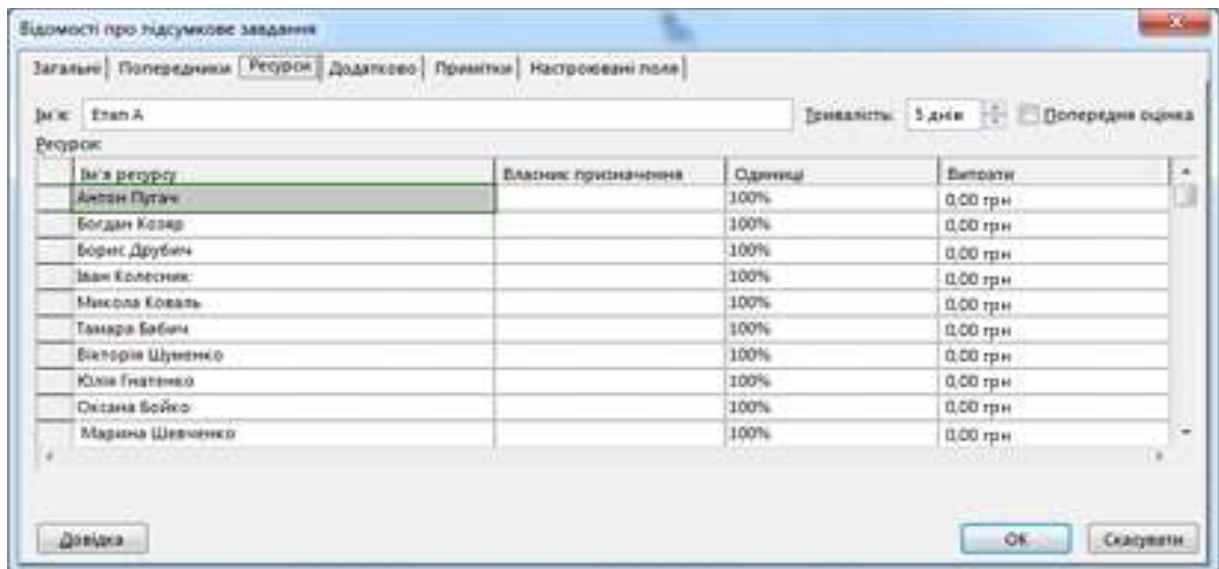 Відомості про підсумкове завдання
Загальні Попередники Ресурси Додатково Примітки Настроювані поля
Ім'я: Етап А Тривалість: 5 днів Попередня оцінка
Ресурси:
Ім'я ресурсу Власник призначення Одиниці Витрати
Антон Пугач 100% 0,00 грн
Богдан Козяр 100% 0,00 грн
Борис Друбич 100% 0,00 грн
Іван Колесник 100% 0,00 грн
Микола Коваль 100% 0,00 грн
Тамара Бабич 100% 0,00 грн
Вікторія Шуменко 100% 0,00 грн
Юлія Гнатенко 100% 0,00 грн
Оксана Бойко 100% 0,00 грн
Марина Шевченко 100% 0,00 грн
Довідка ОК Скасувати